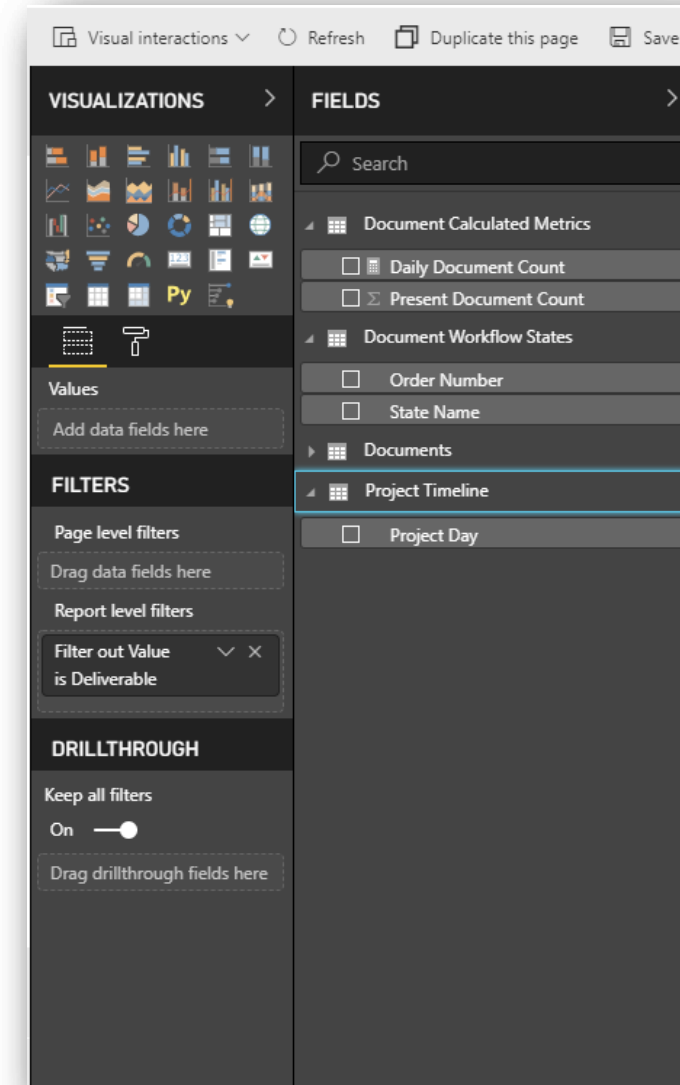 Visual interactions Refresh Duplicate this page Save
VISUALIZATIONS
123
Py
Values
Add data fields here
FILTERS
Page level filters
Drag data fields here
Report level filters
Filter out Value
is Deliverable
DRILLTHROUGH
Keep all filters
On
Drag drillthrough fields here
FIELDS
Search
Document Calculated Metrics
Daily Document Count
Σ Present Document Count
Document Workflow States
Order Number
State Name
Documents
Project Timeline
Project Day